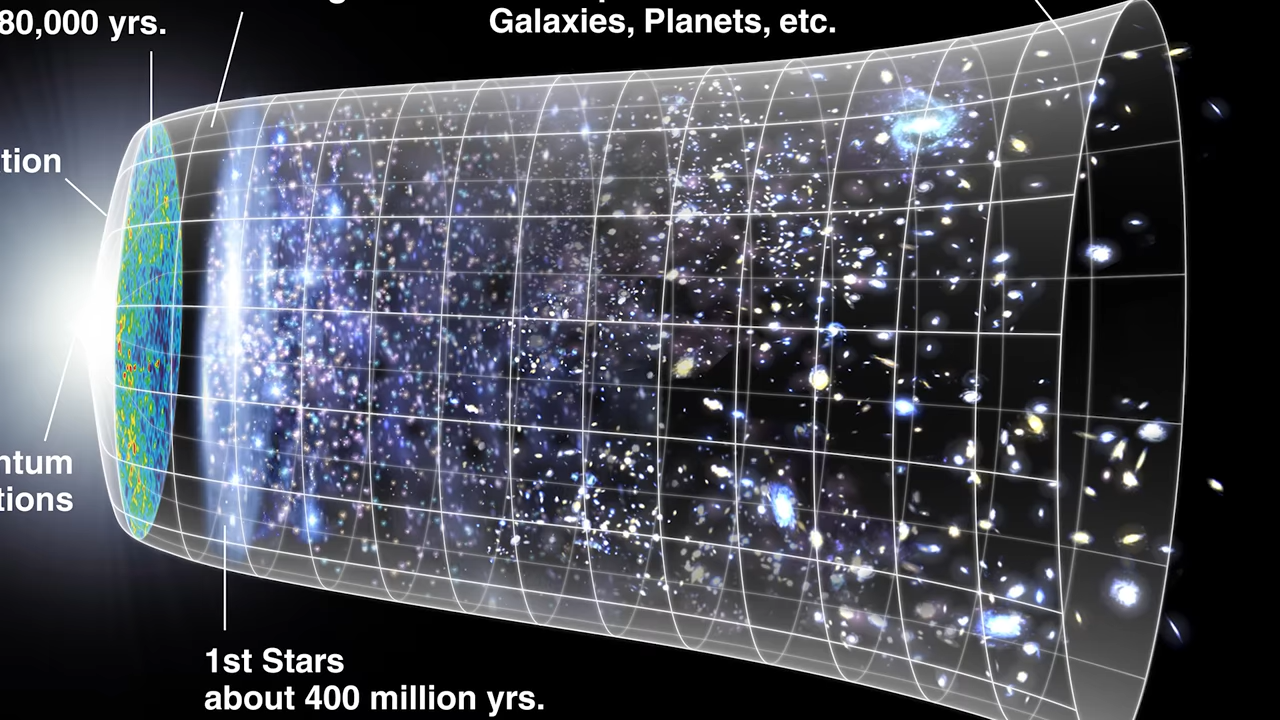 80,000 yrs.
Galaxies, Planets, etc.
tion
ntum
tions
1st Stars
about 400 million yrs.